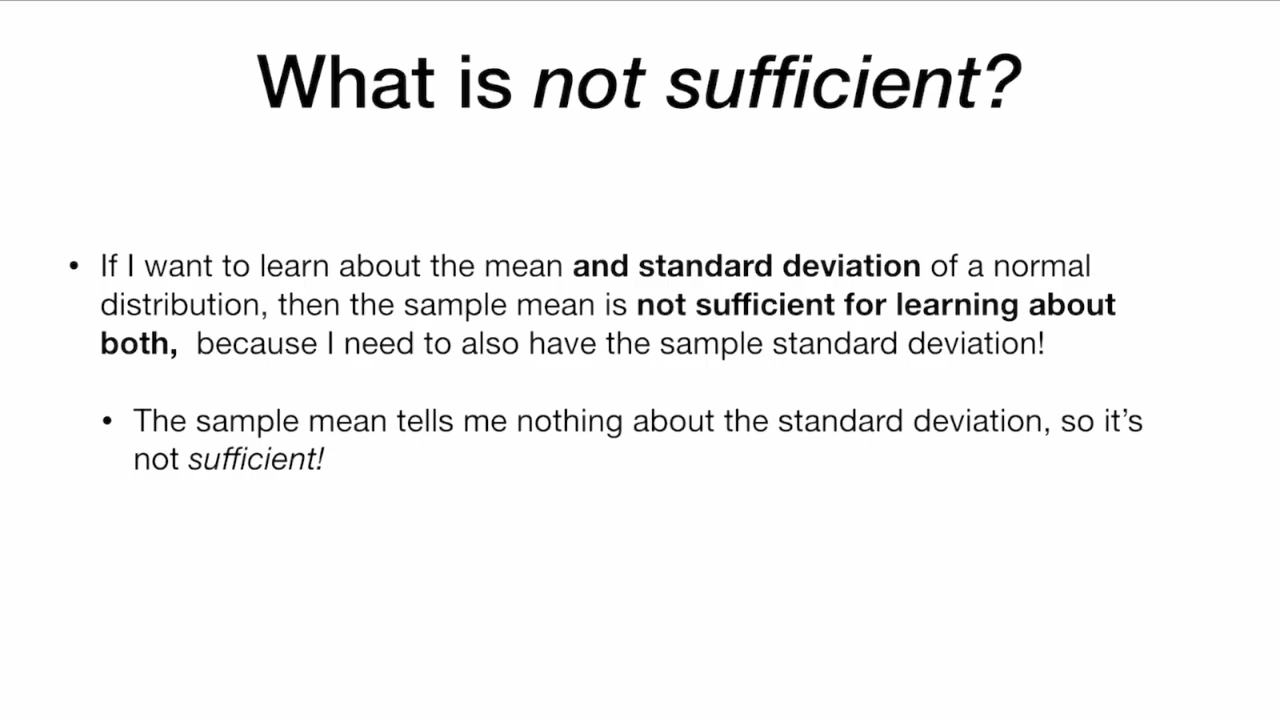 What is not sufficient?
• If I want to learn about the mean and standard deviation of a normal
distribution, then the sample mean is not sufficient for learning about
both, because I need to also have the sample standard deviation!
• The sample mean tells me nothing about the standard deviation, so it’s
not sufficient!